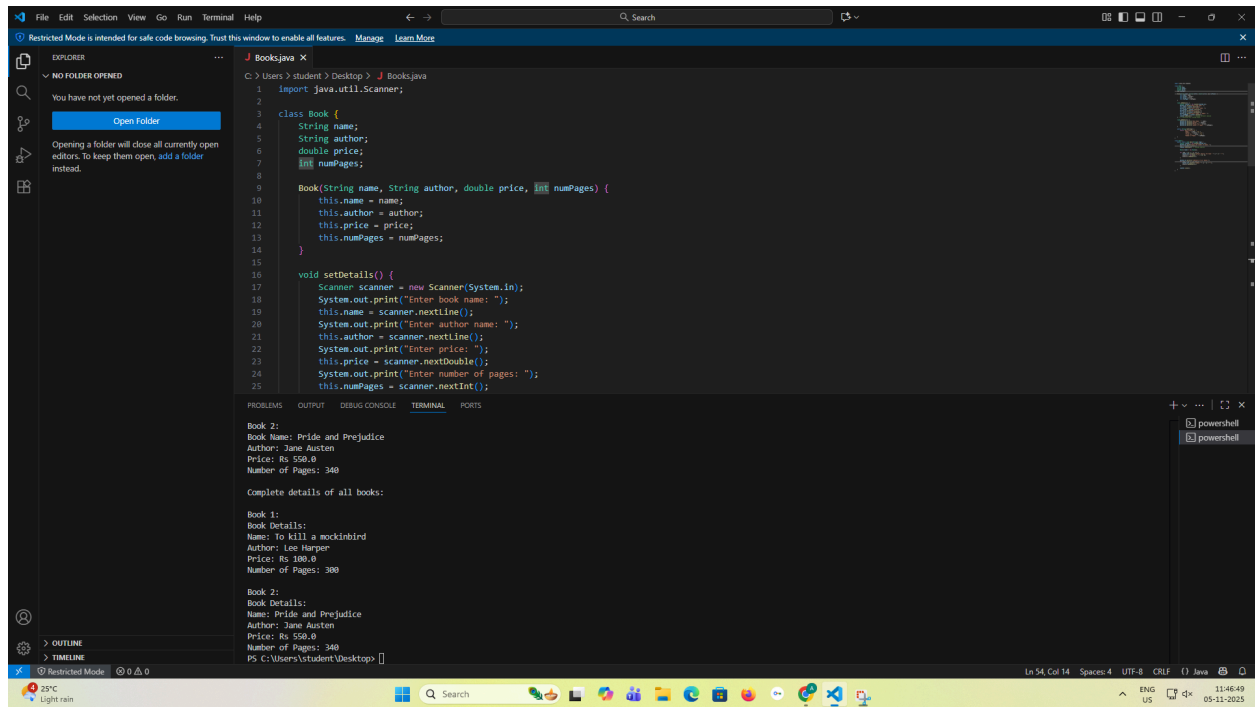 File Edit Selection View Go Run Terminal Help
Search
Restricted Mode is intended for safe code browsing. Trust this window to enable all features. Manage Learn More
EXPLORER
NO FOLDER OPENED
You have not yet opened a folder.
Open Folder
Opening a folder will close all currently open
editors. To keep them open, add a folder
instead.
OUTLINE
TIMELINE
J Books.java
C: > Users > student > Desktop > J Books.java
1 import java.util.Scanner;
2
3 class Book {
4 String name;
5 String author;
6 double price;
7 int numPages;
8
9 Book(String name, String author, double price, int numPages) {
10 this.name = name;
11 this.author = author;
12 this.price = price;
13 this.numPages = numPages;
14 }
15
16 void setDetails() {
17 Scanner scanner = new Scanner(System.in);
18 System.out.print("Enter book name: ");
19 this.name = scanner.nextLine();
20 System.out.print("Enter author name: ");
21 this.author = scanner.nextLine();
22 System.out.print("Enter price: ");
23 this.price = scanner.nextDouble();
24 System.out.print("Enter number of pages: ");
25 this.numPages = scanner.nextInt();
PROBLEMS OUTPUT DEBUG CONSOLE TERMINAL PORTS
powershell
powershell
Book 2:
Book Name: Pride and Prejudice
Author: Jane Austen
Price: Rs 550.0
Number of Pages: 340
Complete details of all books:
Book 1:
Book Details:
Name: To kill a mockinbird
Author: Lee Harper
Price: Rs 100.0
Number of Pages: 300
Book 2:
Book Details:
Name: Pride and Prejudice
Author: Jane Austen
Price: Rs 550.0
Number of Pages: 340
PS C:\Users\student\Desktop>
Restricted Mode 0 0
Ln 54, Col 14 Spaces: 4 UTF-8 CRLF {} Java
4
25°C
Light rain
Search
ENG
US
11:46:49
05-11-2025